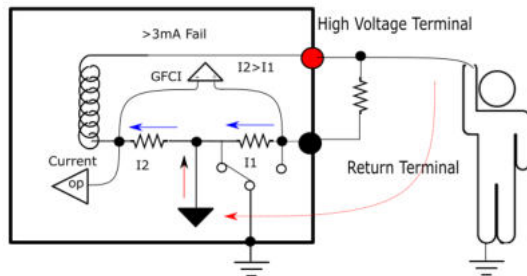 >3mA Fail
High Voltage Terminal
I2>I1
GFCI
Current
I2
I1
op
Return Terminal